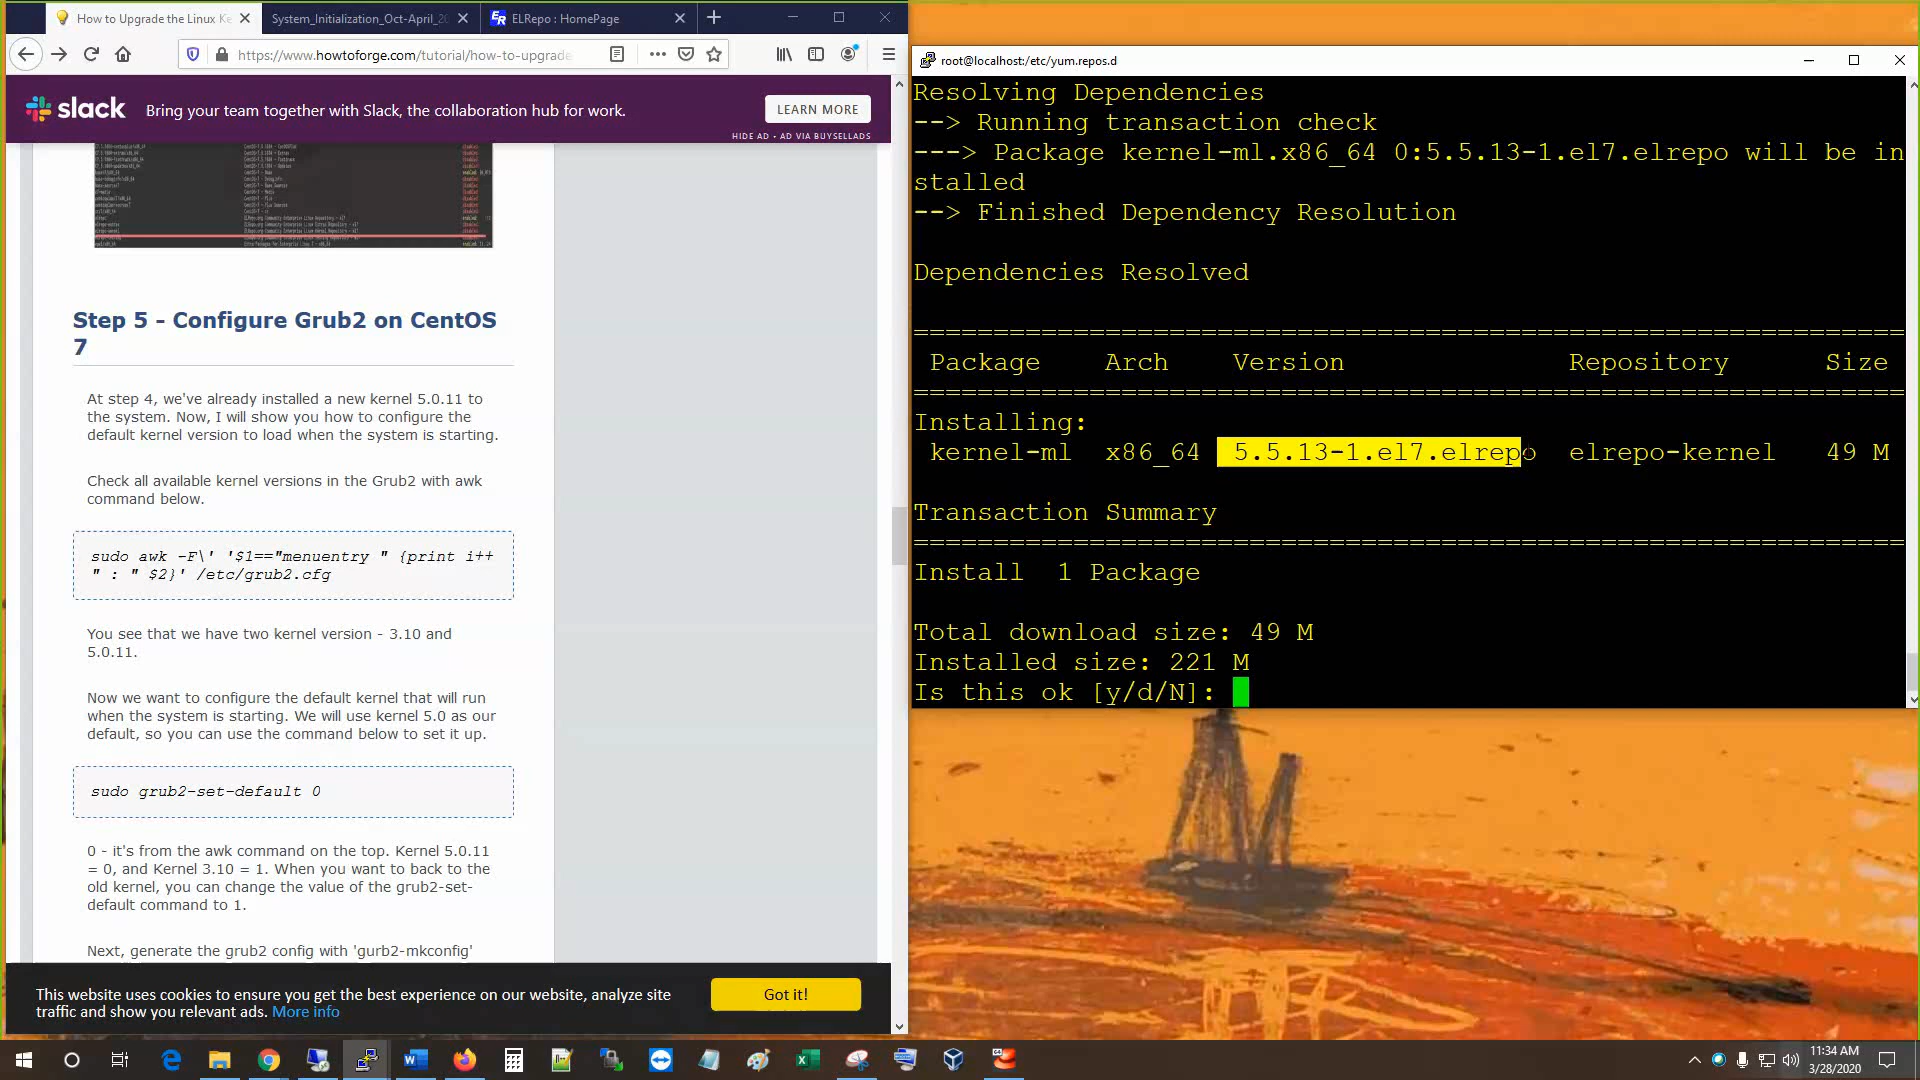 How to Upgrade the Linux Ke
System_Initialization_Oct-April_20
ELRepo : HomePage
https://www.howtoforge.com/tutorial/how-to-upgrade
slack
Bring your team together with Slack, the collaboration hub for work.
LEARN MORE
HIDE AD • AD VIA BUYSELLADS
Step 5 - Configure Grub2 on CentOS
7
At step 4, we've already installed a new kernel 5.0.11 to
the system. Now, I will show you how to configure the
default kernel version to load when the system is starting.
Check all available kernel versions in the Grub2 with awk
command below.
sudo awk -F\' '$1=="menuentry " {print i++
" : " $2}' /etc/grub2.cfg
You see that we have two kernel version - 3.10 and
5.0.11.
Now we want to configure the default kernel that will run
when the system is starting. We will use kernel 5.0 as our
default, so you can use the command below to set it up.
sudo grub2-set-default 0
0 - it's from the awk command on the top. Kernel 5.0.11
= 0, and Kernel 3.10 = 1. When you want to back to the
old kernel, you can change the value of the grub2-set-
default command to 1.
Next, generate the grub2 config with 'gurb2-mkconfig'
This website uses cookies to ensure you get the best experience on our website, analyze site
traffic and show you relevant ads. More info
Got it!
root@localhost:/etc/yum.repos.d
Resolving Dependencies
--> Running transaction check
---> Package kernel-ml.x86_64 0:5.5.13-1.el7.elrepo will be in
stalled
--> Finished Dependency Resolution
Dependencies Resolved
================================================================
Package Arch Version Repository Size
================================================================
Installing:
kernel-ml x86_64 5.5.13-1.el7.elrepo elrepo-kernel 49 M
Transaction Summary
================================================================
Install 1 Package
Total download size: 49 M
Installed size: 221 M
Is this ok [y/d/N]:
11:34 AM
3/28/2020